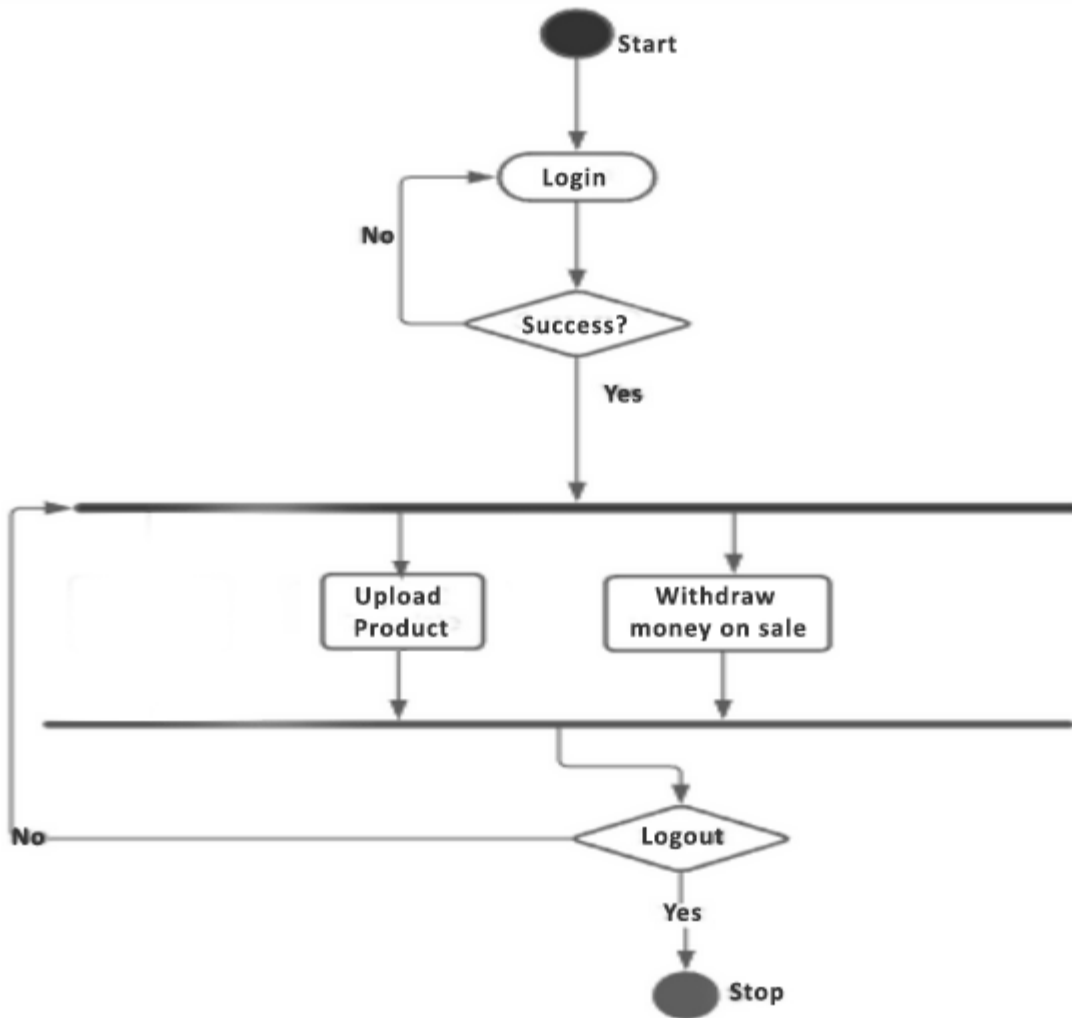 Start
Login
No
Success?
Yes
Upload
Product
Withdraw
money on sale
No
Logout
Yes
Stop